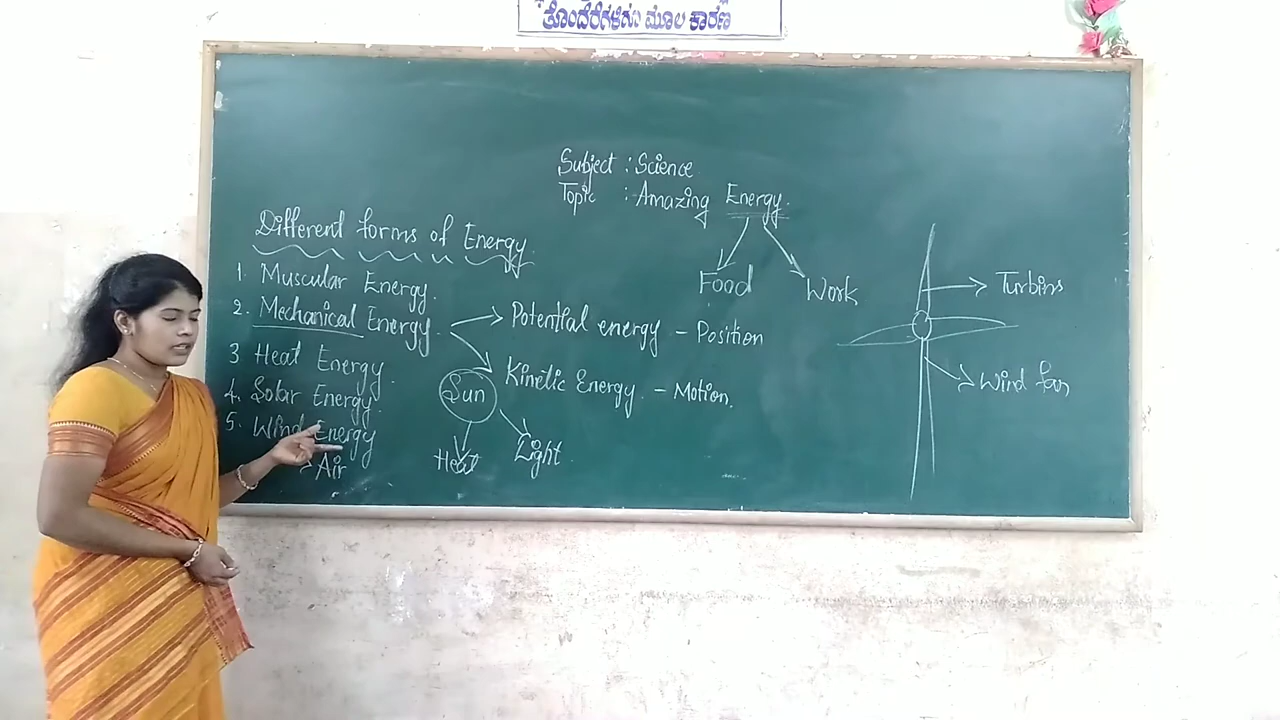 ತೊಂದರೆಗಳಿಗೂ ಮೂಲ ಕಾರಣ
Subject : Science
Topic : Amazing Energy.
Food
Work
Different forms of Energy.
1. Muscular Energy.
2. Mechanical Energy.
Potential energy - Position
Kinetic Energy. - Motion.
3 Heat Energy.
4. Solar Energy.
Sun
Heat
Light
5. Wind Energy
Air
Turbins
Wind fan